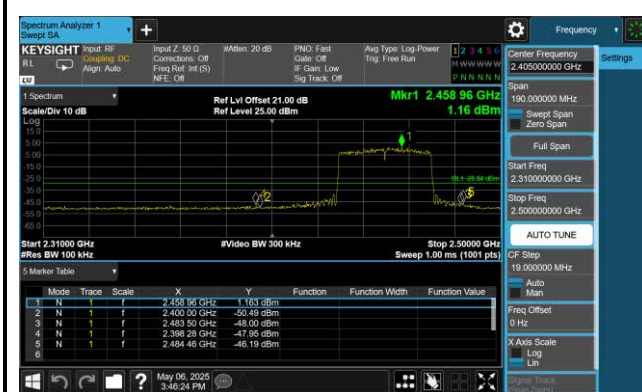 Spectrum Analyzer 1
Swept SA
Frequency
KEYSIGHT
RL
Input: RF
Coupling: DC
Align: Auto
Input Z: 50 Ω
Corrections: Off
Freq Ref: Int (S)
NFE: Off
#Atten: 20 dB
PNO: Fast
Gate: Off
IF Gain: Low
Sig Track: Off
Avg Type: Log-Power
Trig: Free Run
1 2 3 4 5 6
M W W W W W
P N N N N N
1 Spectrum
Scale/Div 10 dB
Log
Ref Lvl Offset 21.00 dB
Ref Level 25.00 dBm
Mkr1 2.458 96 GHz
1.16 dBm
15.0
5.00
-5.00
-15.0
-25.0
-35.0
-45.0
-55.0
-65.0
1
2
5
DL1 -25.84 dBm
Start 2.31000 GHz
#Res BW 100 kHz
#Video BW 300 kHz
Stop 2.50000 GHz
Sweep 1.00 ms (1001 pts)
5 Marker Table
Mode Trace Scale X Y Function Function Width Function Value
1 N 1 f 2.458 96 GHz 1.163 dBm
2 N 1 f 2.400 00 GHz -50.49 dBm
3 N 1 f 2.483 50 GHz -48.00 dBm
4 N 1 f 2.398 28 GHz -47.95 dBm
5 N 1 f 2.484 46 GHz -46.19 dBm
6
May 06, 2025
3:46:24 PM
Center Frequency
2.405000000 GHz
Settings
Span
190.000000 MHz
Swept Span
Zero Span
Full Span
Start Freq
2.310000000 GHz
Stop Freq
2.500000000 GHz
AUTO TUNE
CF Step
19.000000 MHz
Auto
Man
Freq Offset
0 Hz
X Axis Scale
Log
Lin
Signal Track
(Span Zoom)